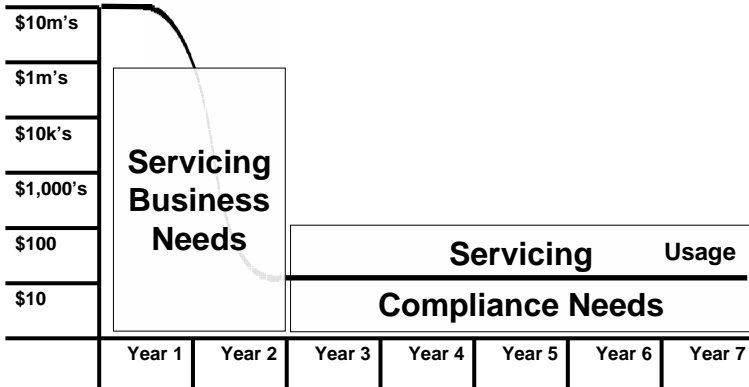 $10m's
$1m's
$10k's
$1,000's
$100
$10
Servicing
Business
Needs
Servicing
Usage
Compliance Needs
Year 1
Year 2
Year 3
Year 4
Year 5
Year 6
Year 7